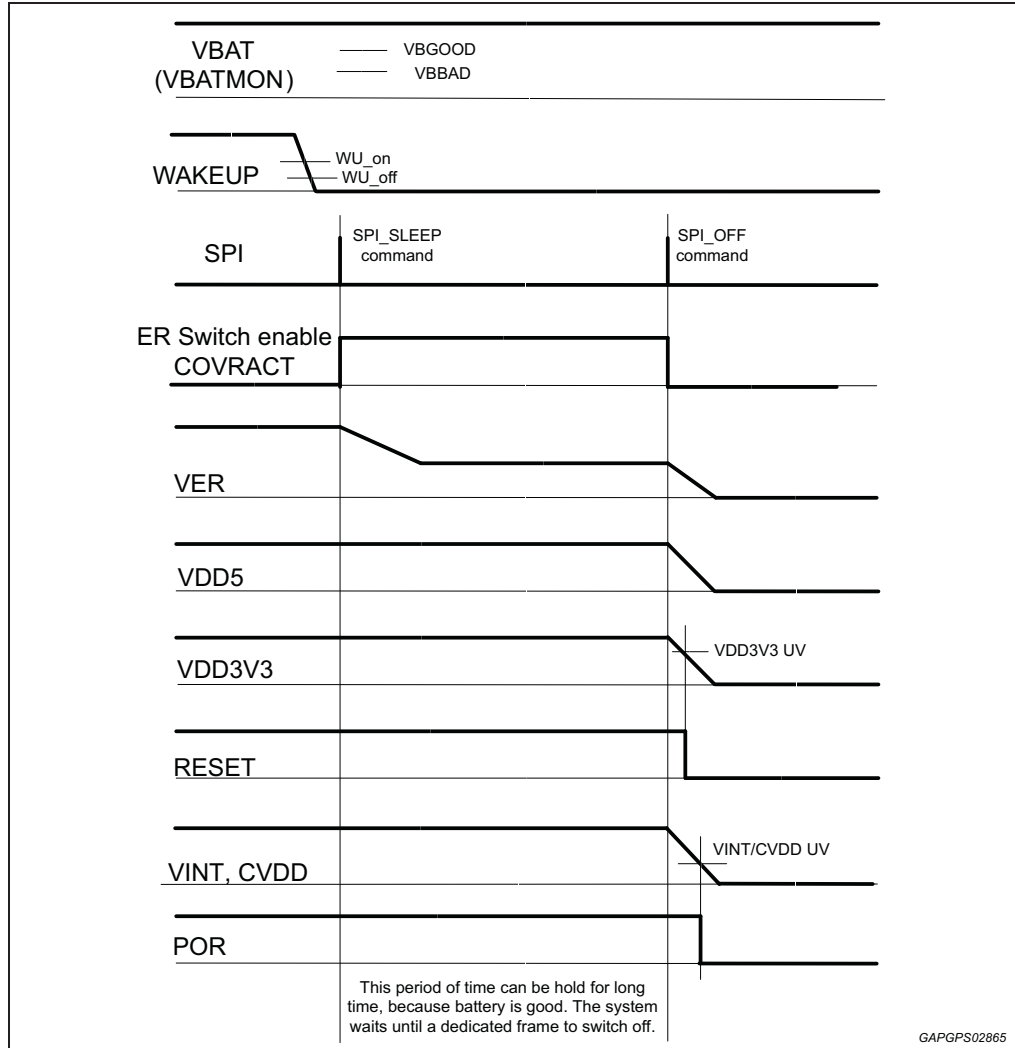 VBAT
(VBATMON)
VBGOOD
VBBAD
WAKEUP
WU_on
WU_off
SPI
SPI_SLEEP
command
SPI_OFF
command
ER Switch enable
COVRACT
VER
VDD5
VDD3V3
VDD3V3 UV
RESET
VINT, CVDD
VINT/CVDD UV
POR
This period of time can be hold for long
time, because battery is good. The system
waits until a dedicated frame to switch off.
GAPGPS02865